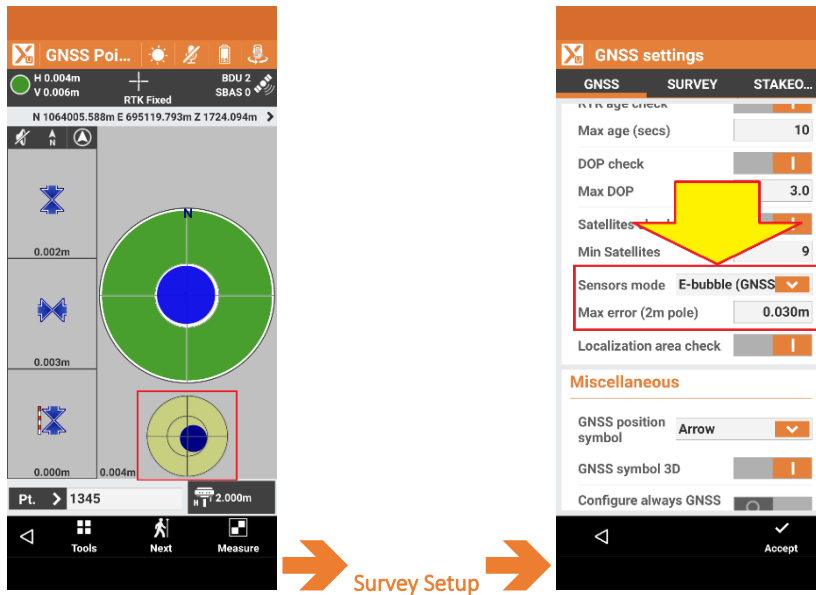 GNSS Poi...
H 0.004m
V 0.006m
RTK Fixed
BDU 2
SBAS 0
N 1064005.588m E 695119.793m Z 1724.094m
N
N
0.002m
0.003m
0.000m
0.004m
Pt. 1345
H 2.000m
Tools Next Measure
Survey Setup
GNSS settings
GNSS SURVEY STAKEO...
RTK age check
Max age (secs) 10
DOP check
Max DOP 3.0
Satellites
Min Satellites 9
Sensors mode E-bubble (GNSS
Max error (2m pole) 0.030m
Localization area check
Miscellaneous
GNSS position
symbol Arrow
GNSS symbol 3D
Configure always GNSS
Accept